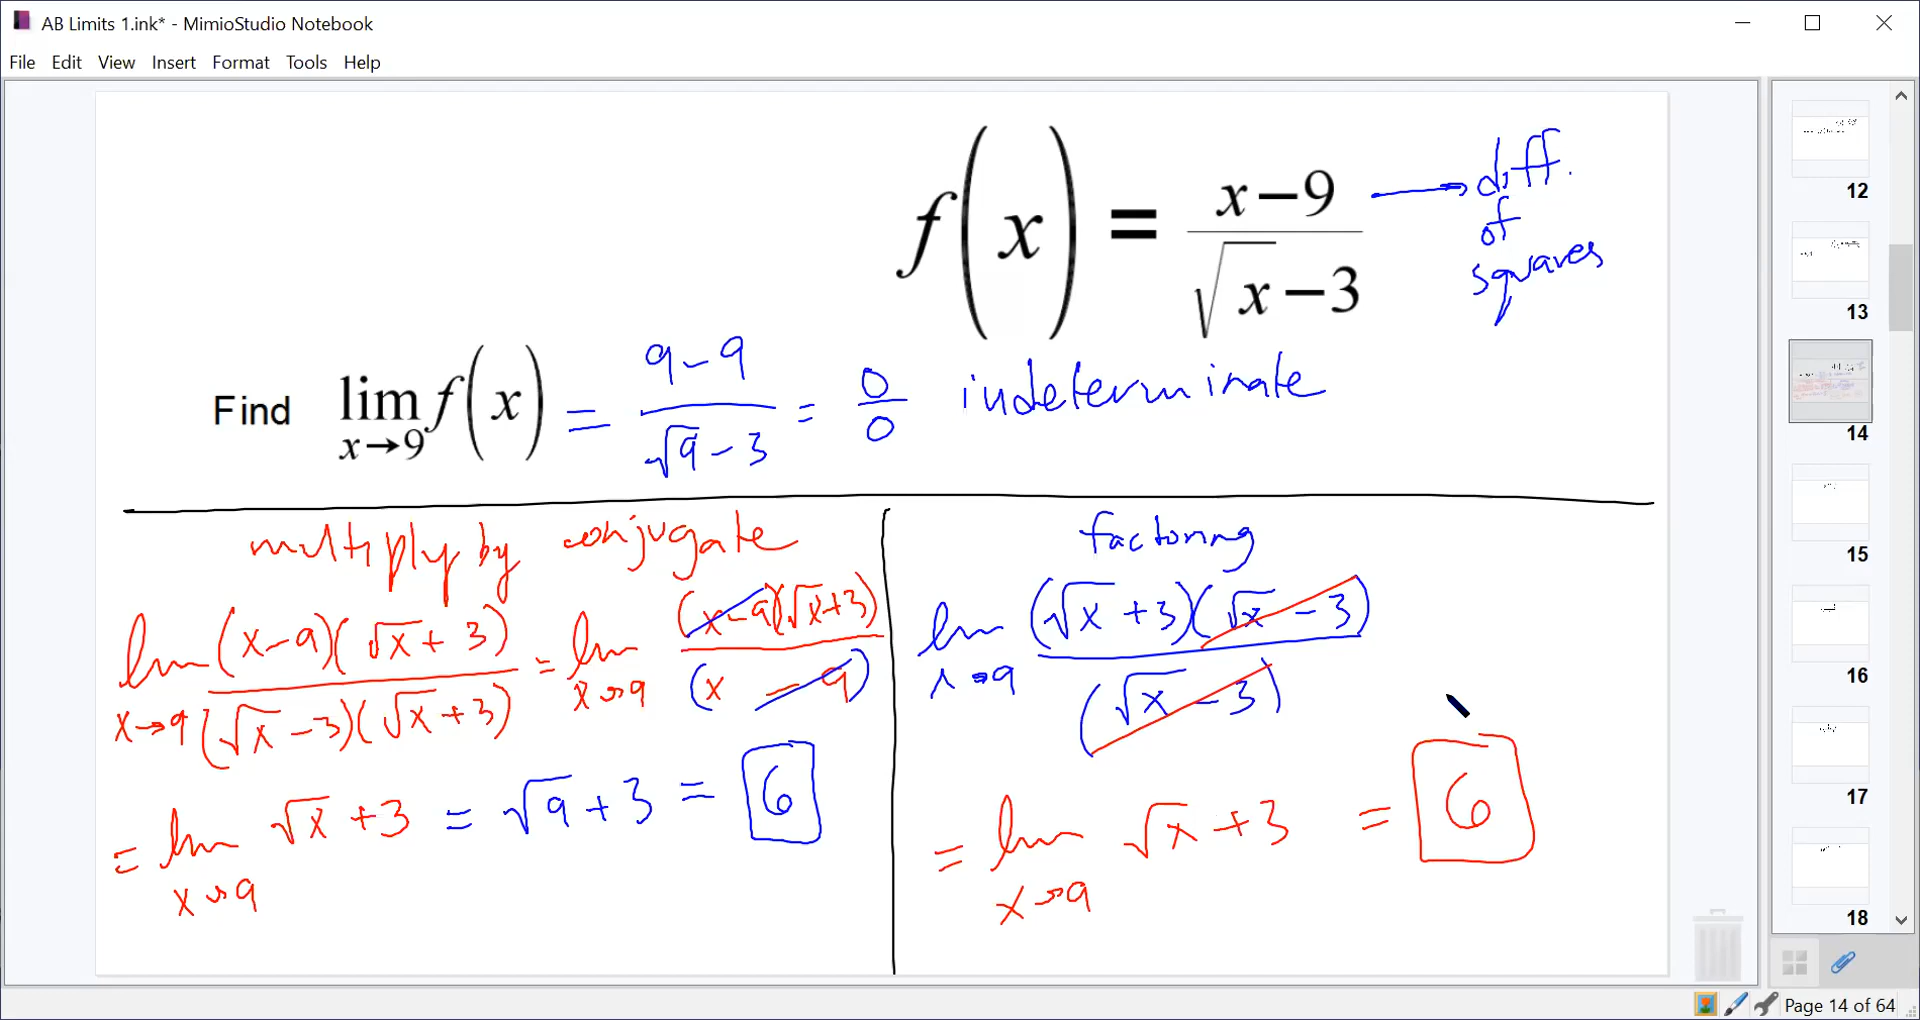 AB Limits 1.ink* - MimioStudio Notebook
File Edit View Insert Format Tools Help
f(x) = (x-9)/(√x-3) → diff. of squares
Find lim x→9 f(x) = (9-9)/(√9-3) = 0/0 indeterminate
multiply by conjugate
lim x→9 (x-9)(√x+3)/(√x-3)(√x+3) = lim x→9 (x-9)(√x+3)/(x-9)
= lim x→9 √x+3 = √9+3 = 6
factoring
lim x→9 (√x+3)(√x-3)/(√x-3)
= lim x→9 √x+3 = 6
12
13
14
15
16
17
18
Page 14 of 64